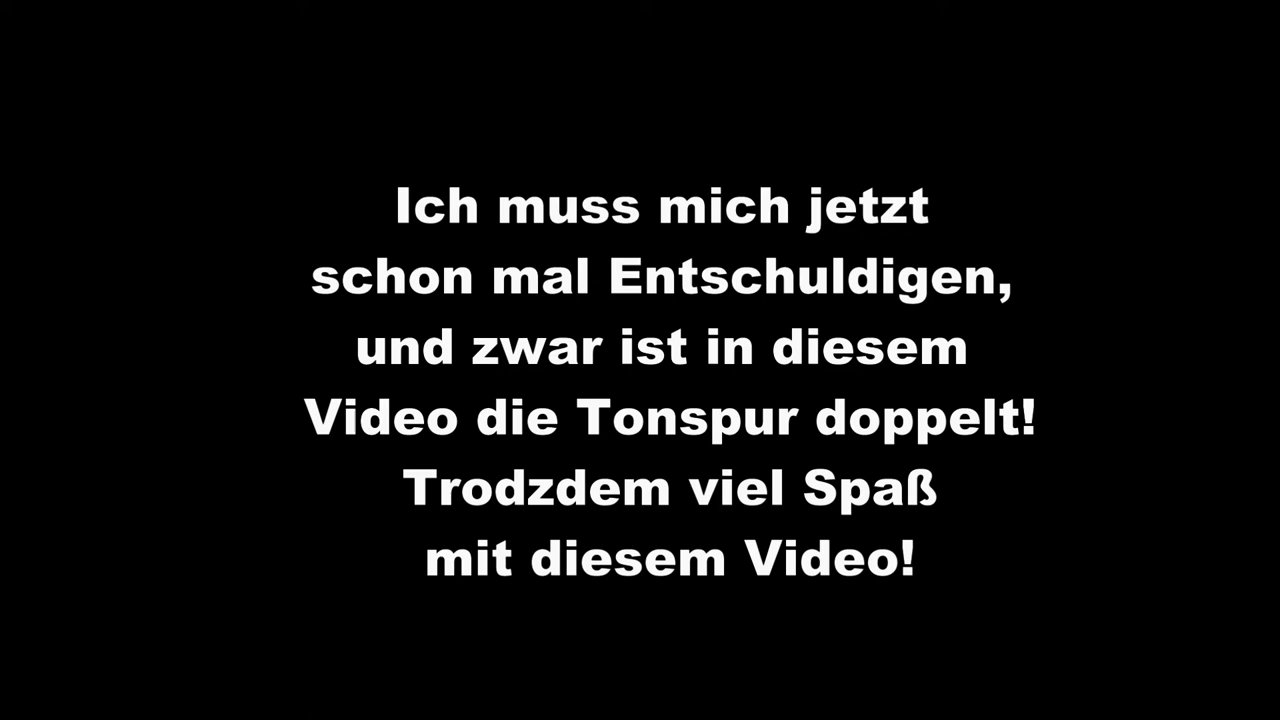 Ich muss mich jetzt
schon mal Entschuldigen,
und zwar ist in diesem
Video die Tonspur doppelt!
Trodzdem viel Spaß
mit diesem Video!